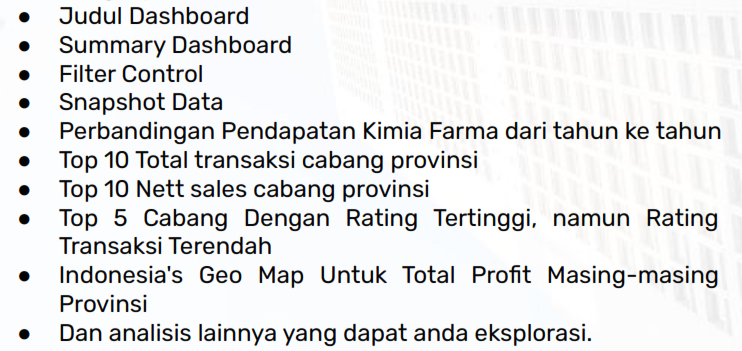 ● Judul Dashboard
● Summary Dashboard
● Filter Control
● Snapshot Data
● Perbandingan Pendapatan Kimia Farma dari tahun ke tahun
● Top 10 Total transaksi cabang provinsi
● Top 10 Nett sales cabang provinsi
● Top 5 Cabang Dengan Rating Tertinggi, namun Rating
Transaksi Terendah
● Indonesia's Geo Map Untuk Total Profit Masing-masing
Provinsi
● Dan analisis lainnya yang dapat anda eksplorasi.